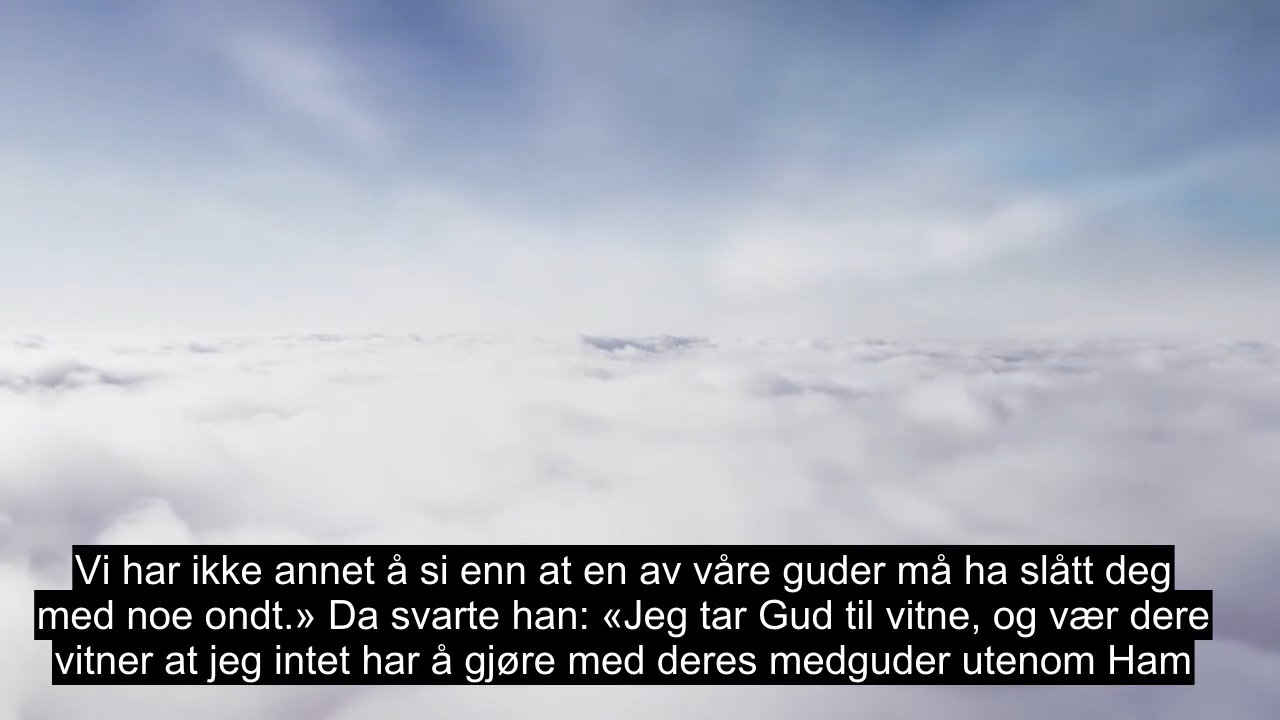 Vi har ikke annet å si enn at en av våre guder må ha slått deg
med noe ondt.» Da svarte han: «Jeg tar Gud til vitne, og vær dere
vitner at jeg intet har å gjøre med deres medguder utenom Ham